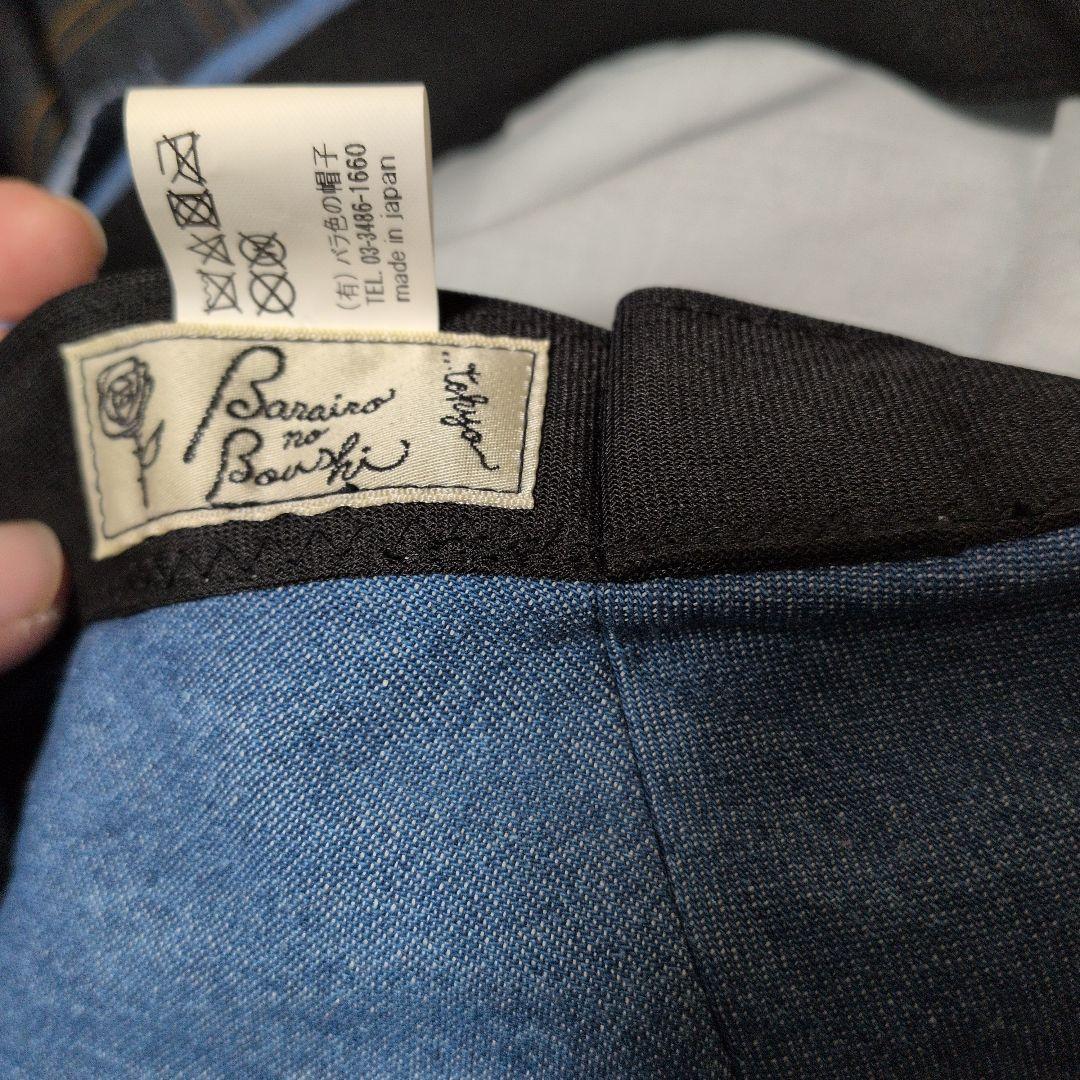 (有) バラ色の帽子
TEL. 03-3486-1660
made in japan
Barairo
no
Boushi
"tokyo